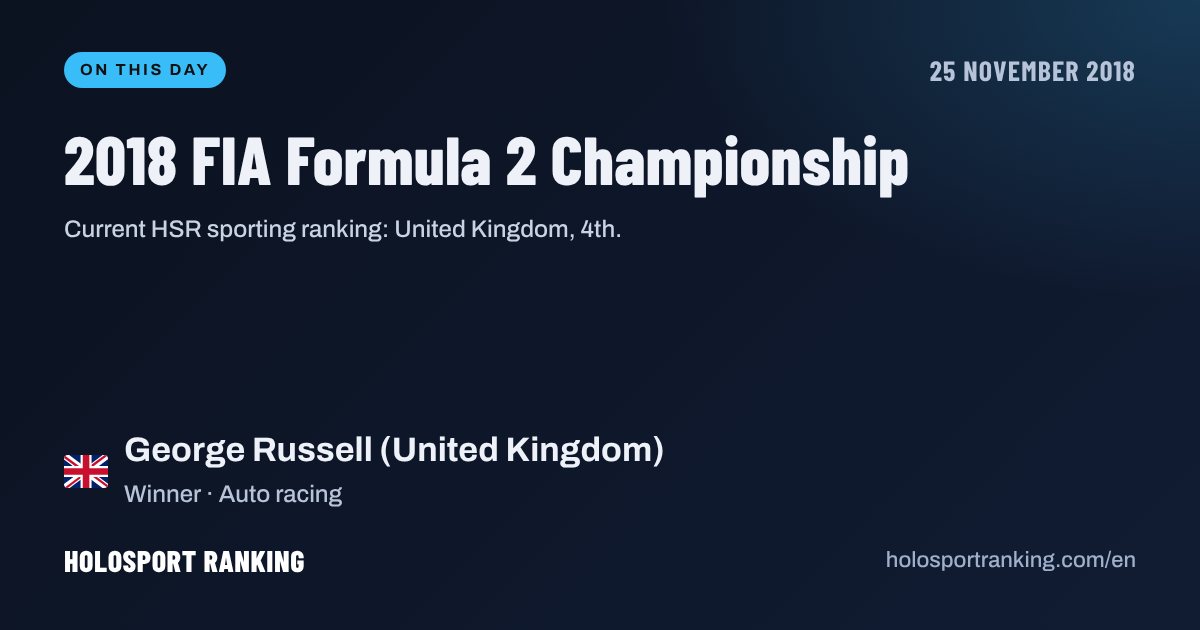 ON THIS DAY
25 NOVEMBER 2018
2018 FIA Formula 2 Championship
Current HSR sporting ranking: United Kingdom, 4th.
George Russell (United Kingdom)
Winner · Auto racing
HOLOSPORT RANKING
holosportranking.com/en